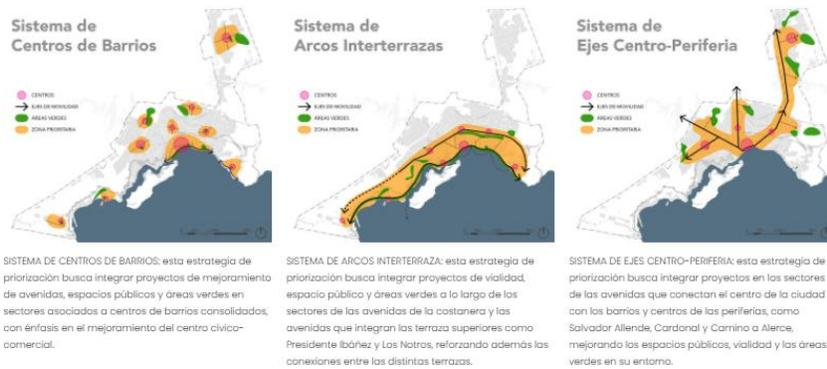 Sistema de
Centros de Barrios
CENTROS
EJES DE MOVILIDAD
ÁREAS VERDES
ZONA PRIORITARIA
SISTEMA DE CENTROS DE BARRIOS: esta estrategia de
priorización busca integrar proyectos de mejoramiento
de avenidas, espacios públicos y áreas verdes en
sectores asociados a centros de barrios consolidados,
con énfasis en el mejoramiento del centro cívico-
comercial.
Sistema de
Arcos Interterrazas
CENTROS
EJES DE MOVILIDAD
ÁREAS VERDES
ZONA PRIORITARIA
SISTEMA DE ARCOS INTERTERRAZA: esta estrategia de
priorización busca integrar proyectos de vialidad,
espacio público y áreas verdes a lo largo de los
sectores de las avenidas de la costanera y las
avenidas que integran las terraza superiores como
Presidente Ibáñez y Los Notros, reforzando además las
conexiones entre las distintas terrazas.
Sistema de
Ejes Centro-Periferia
CENTROS
EJES DE MOVILIDAD
ÁREAS VERDES
ZONA PRIORITARIA
SISTEMA DE EJES CENTRO-PERIFERIA: esta estrategia de
priorización busca integrar proyectos en los sectores
de las avenidas que conectan el centro de la ciudad
con los barrios y centros de las periferias, como
Salvador Allende, Cardonal y Camino a Alerce,
mejorando los espacios públicos, vialidad y las áreas
verdes en su entorno.